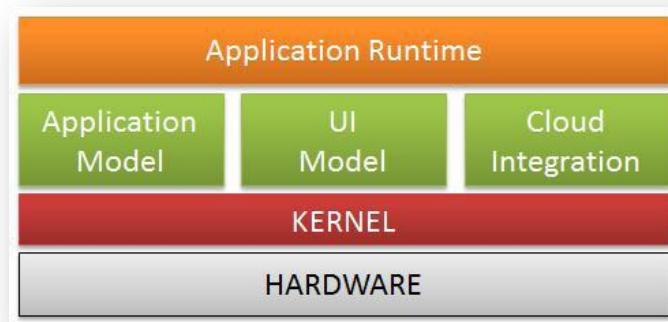 Application Runtime
Application
Model
UI
Model
Cloud
Integration
KERNEL
HARDWARE